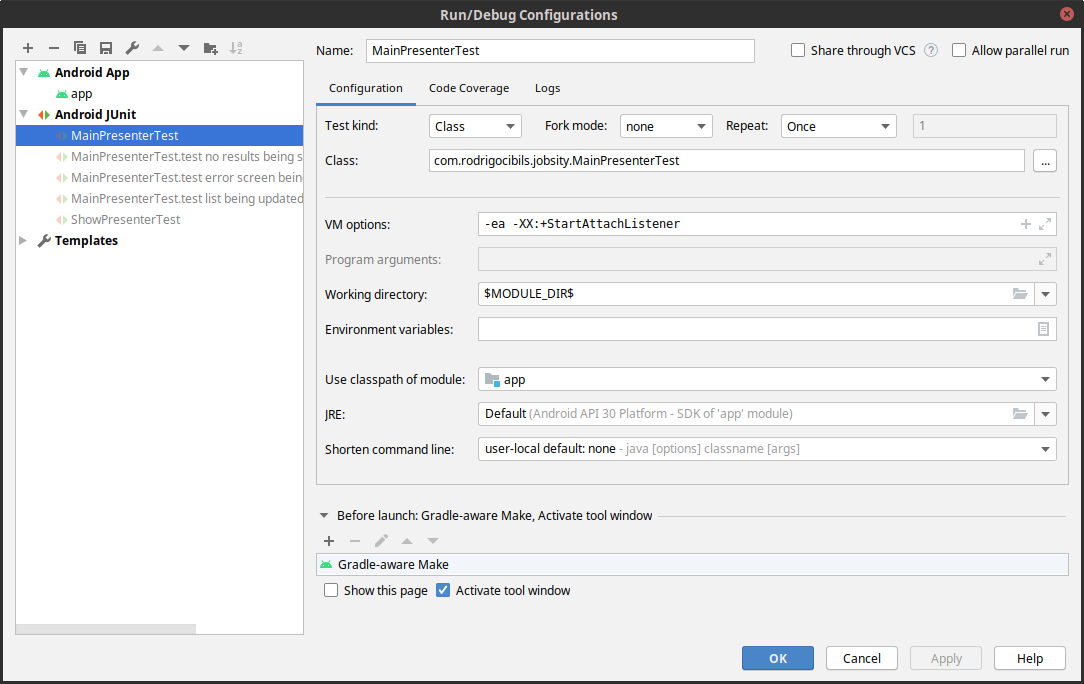 Run/Debug Configurations
Android App
app
Android JUnit
MainPresenterTest
MainPresenterTest.test no results being s
MainPresenterTest.test error screen bein
MainPresenterTest.test list being updated
ShowPresenterTest
Templates
Name: MainPresenterTest Share through VCS ? Allow parallel run
Configuration Code Coverage Logs
Test kind: Class Fork mode: none Repeat: Once 1
Class: com.rodrigocibils.jobsity.MainPresenterTest ...
VM options: -ea -XX:+StartAttachListener
Program arguments:
Working directory: $MODULE_DIR$
Environment variables:
Use classpath of module: app
JRE: Default (Android API 30 Platform - SDK of 'app' module)
Shorten command line: user-local default: none - java [options] classname [args]
Before launch: Gradle-aware Make, Activate tool window
Gradle-aware Make
Show this page Activate tool window
OK Cancel Apply Help